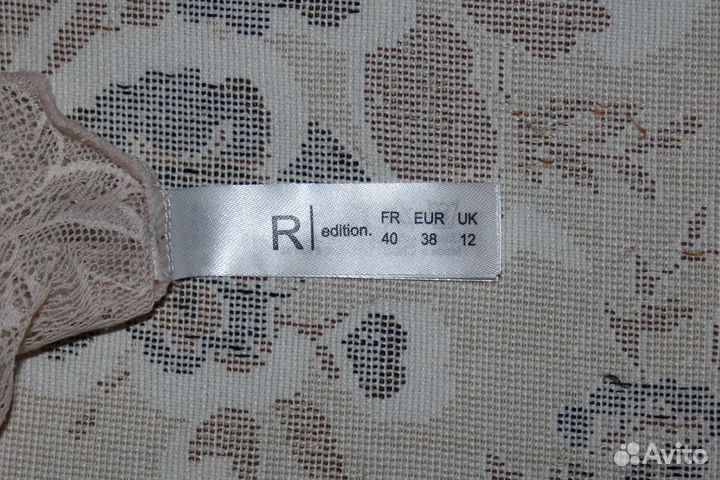 R| edition. FR EUR UK
40 38 12
Avito